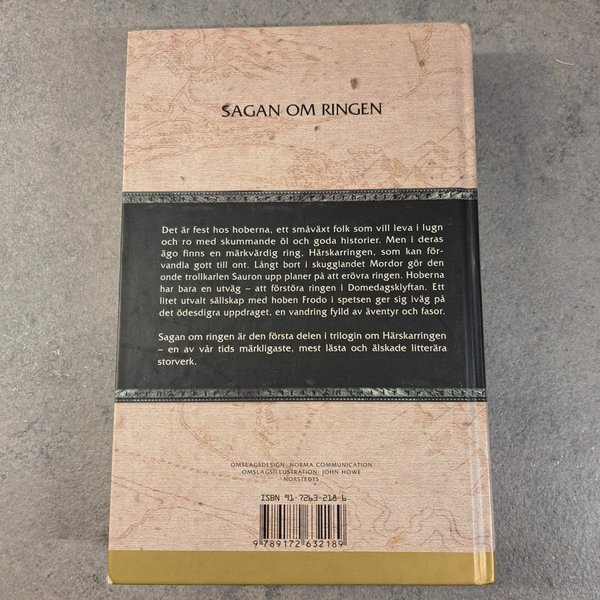 SAGAN OM RINGEN
Det är fest hos hoberna, ett småväxt folk som vill leva i lugn
och ro med skummande öl och goda historier. Men i deras
ägo finns en märkvärdig ring, Härskarringen, som kan för-
vandla gott till ont. Långt bort i skugglandet Mordor gör den
onde trollkarlen Sauron upp planer på att erövra ringen. Hoberna
har bara en utväg – att förstöra ringen i Domedagsklyftan. Ett
litet utvalt sällskap med hoben Frodo i spetsen ger sig iväg på
det ödesdigra uppdraget, en vandring fylld av äventyr och fasor.
Sagan om ringen är den första delen i trilogin om Härskarringen
– en av vår tids märkligaste, mest lästa och älskade litterära
storverk.
OMSLAGSDESIGN NORMA COMMUNICATION
OMSLAGSILLUSTRATION JOHN HOWE
NORSTEDTS
ISBN 91-7263-218-6
9 789172 632189